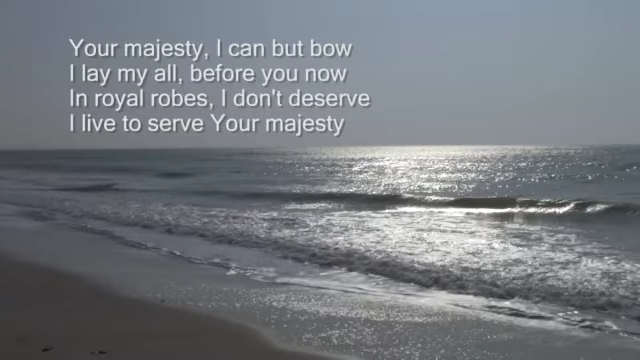 Your majesty, I can but bow
I lay my all, before you now
In royal robes, I don't deserve
I live to serve Your majesty